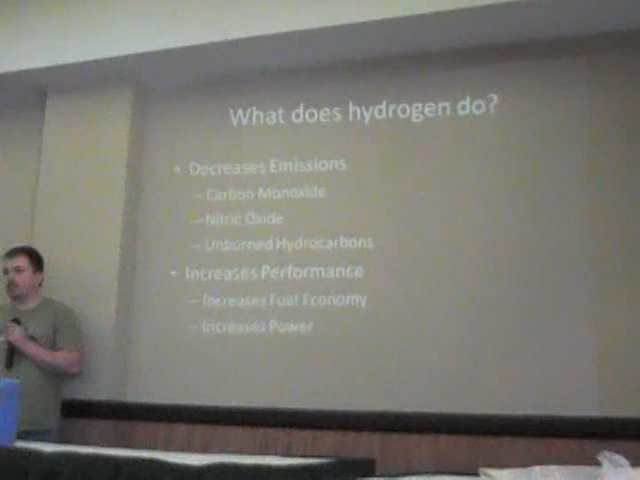 What does hydrogen do?
• Decreases Emissions
– Carbon Monoxide
– Nitric Oxide
– Unburned Hydrocarbons
• Increases Performance
– Increases Fuel Economy
– Increases Power